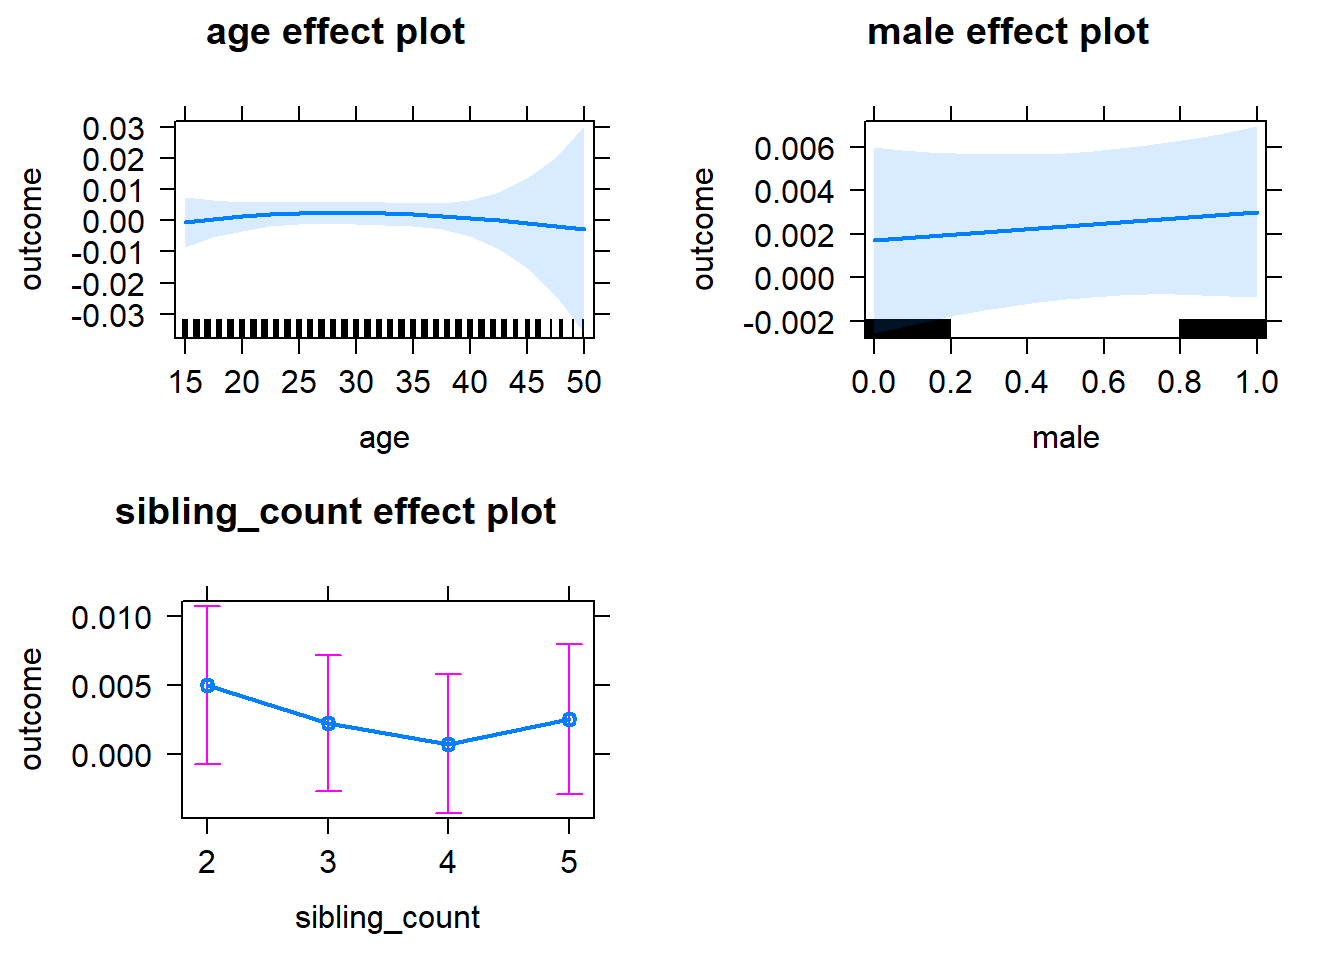 age effect plot
outcome
0.03
0.02
0.01
0.00
-0.01
-0.02
-0.03
15 20 25 30 35 40 45 50
age
male effect plot
outcome
0.006
0.004
0.002
0.000
-0.002
0.0 0.2 0.4 0.6 0.8 1.0
male
sibling_count effect plot
outcome
0.010
0.005
0.000
2 3 4 5
sibling_count